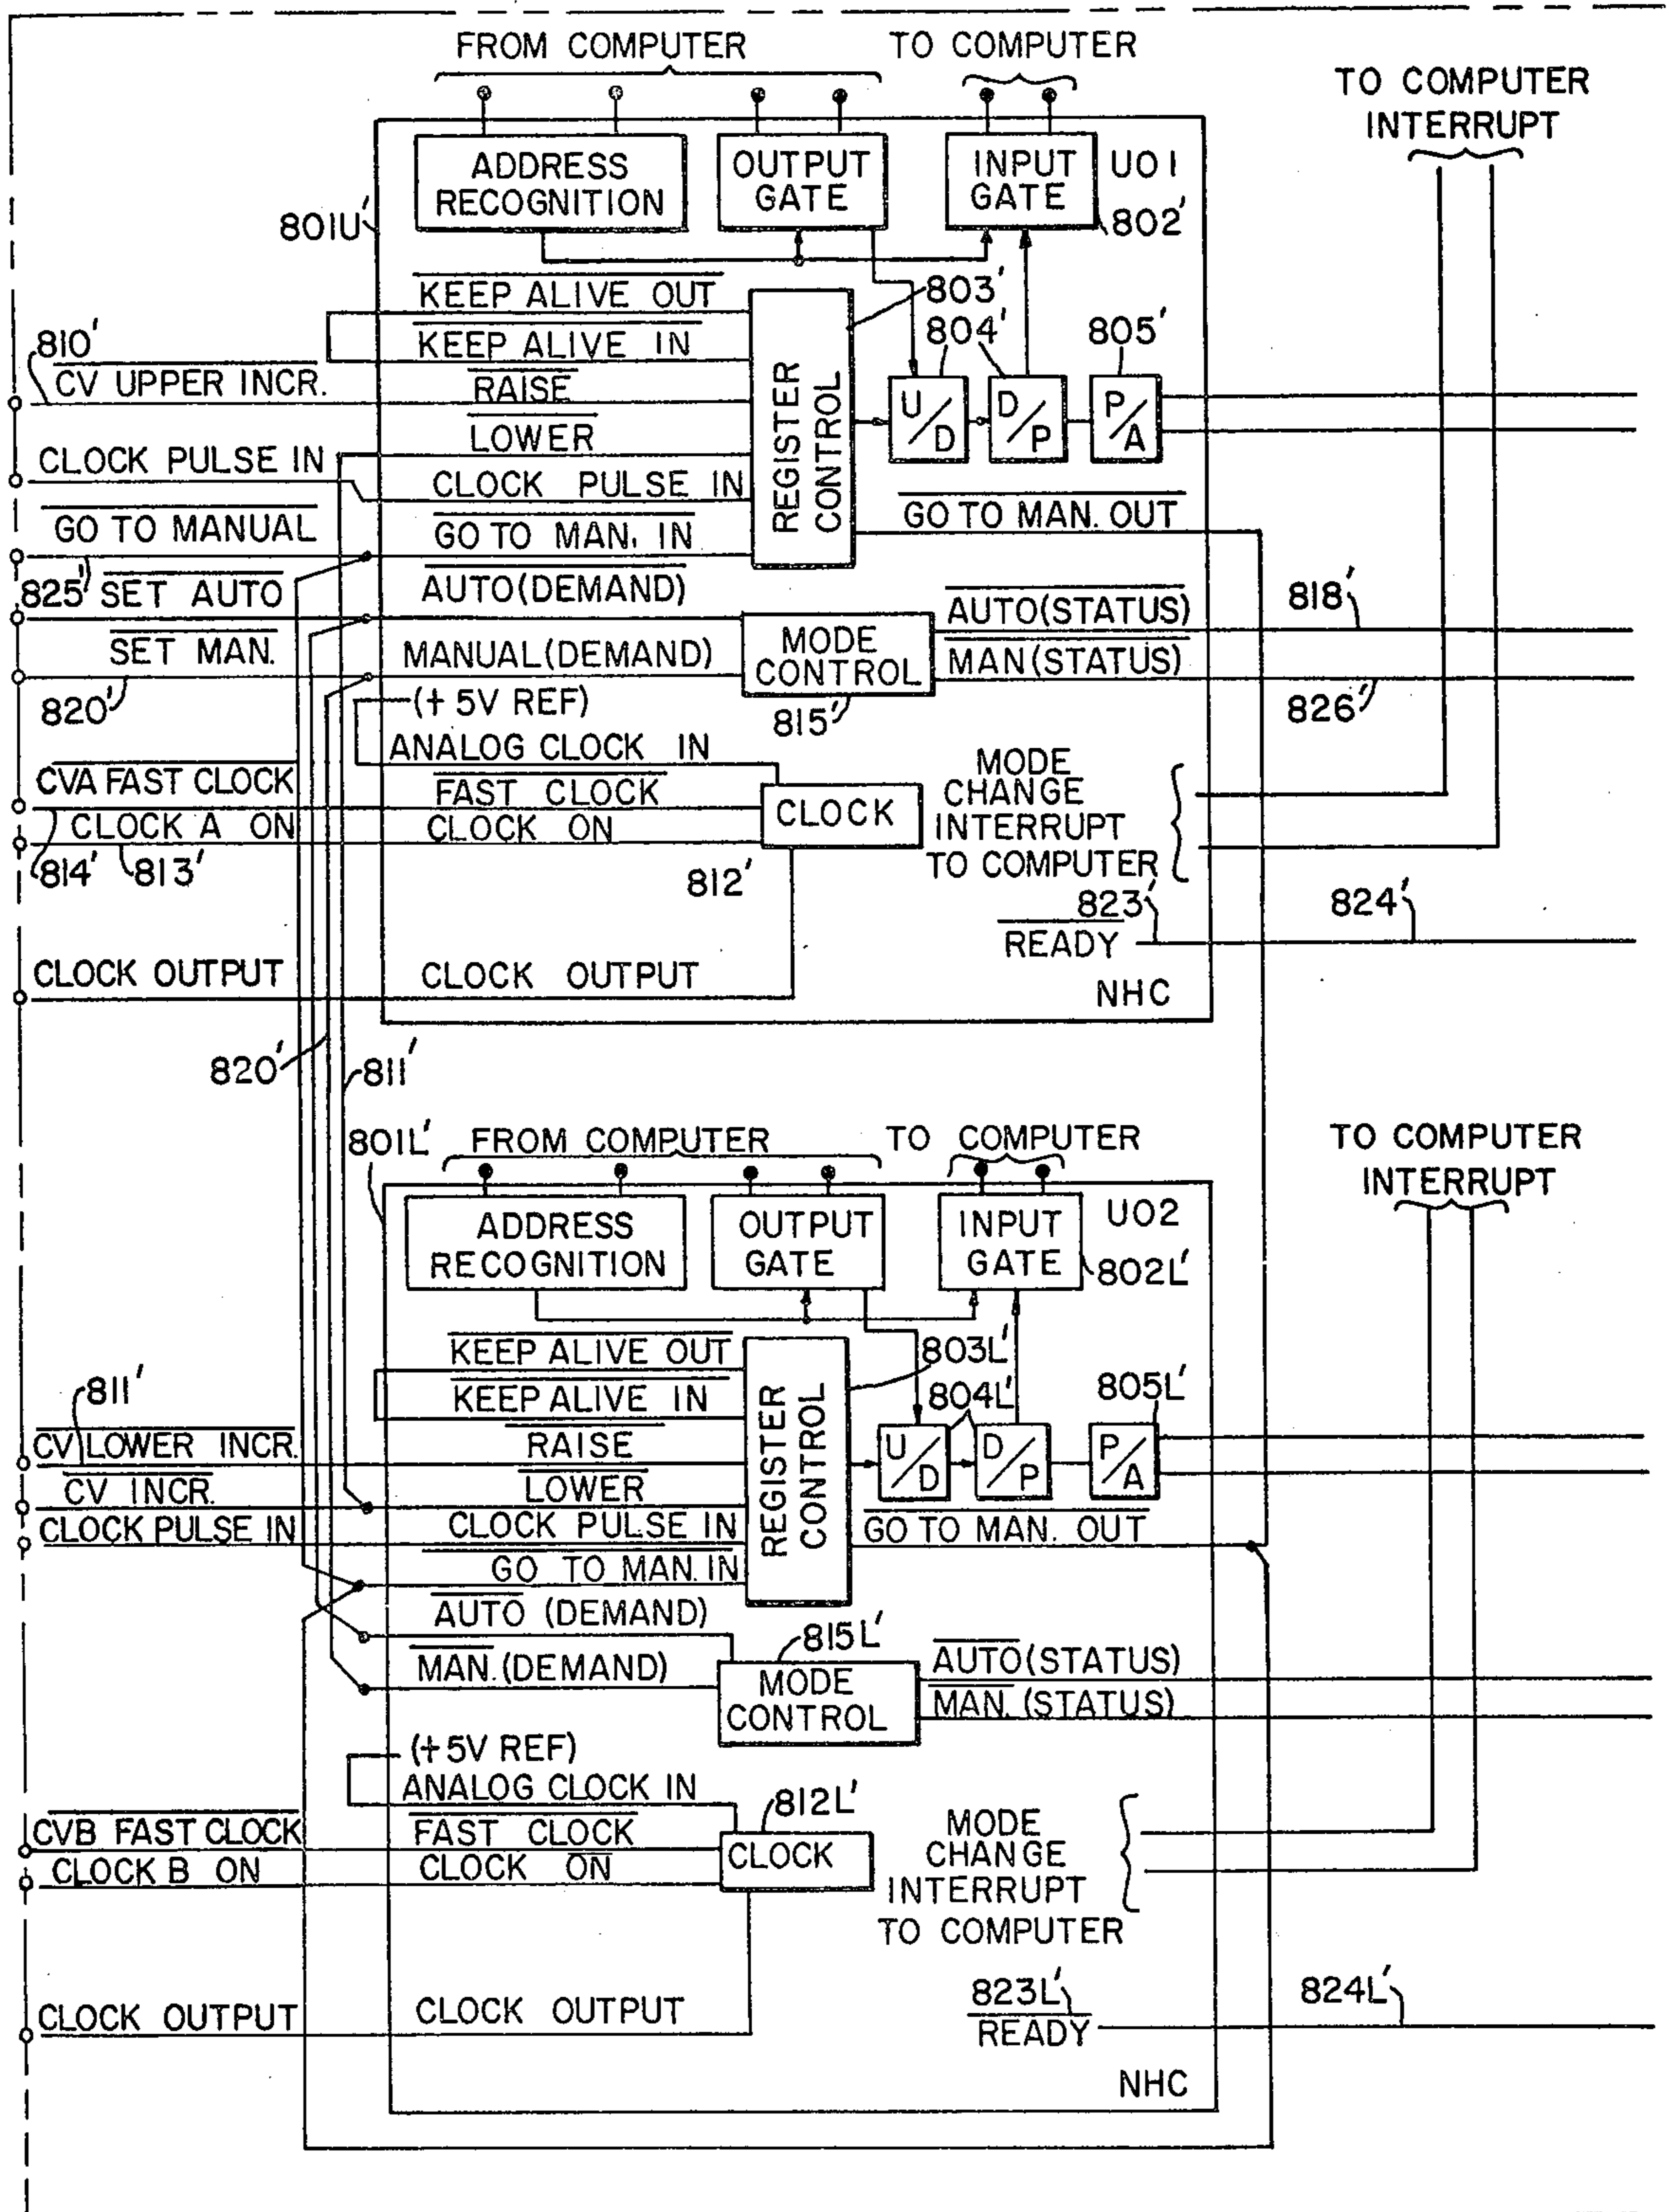 FROM COMPUTER
TO COMPUTER
TO COMPUTER
INTERRUPT
ADDRESS
RECOGNITION
OUTPUT
GATE
INPUT
GATE
UO1
802'
801U'
KEEP ALIVE OUT
803'
KEEP ALIVE IN
804'
805'
810'
CV UPPER INCR.
RAISE
REGISTER
CONTROL
U/D
D/P
P/A
LOWER
CLOCK PULSE IN
CLOCK PULSE IN
GO TO MANUAL
GO TO MAN. IN
GO TO MAN. OUT
825'
SET AUTO
AUTO (DEMAND)
AUTO (STATUS)
818'
SET MAN.
MANUAL (DEMAND)
MODE
CONTROL
MAN (STATUS)
820'
(+ 5V REF)
815'
826'
ANALOG CLOCK IN
CVA FAST CLOCK
FAST CLOCK
CLOCK
MODE
CHANGE
INTERRUPT
TO COMPUTER
CLOCK A ON
CLOCK ON
814'
813'
812'
823'
824'
READY
CLOCK OUTPUT
CLOCK OUTPUT
NHC
820'
811'
801L'
FROM COMPUTER
TO COMPUTER
TO COMPUTER
INTERRUPT
ADDRESS
RECOGNITION
OUTPUT
GATE
INPUT
GATE
UO2
802L'
KEEP ALIVE OUT
803L'
KEEP ALIVE IN
804L'
805L'
811'
CV LOWER INCR.
RAISE
REGISTER
CONTROL
U/D
D/P
P/A
CV INCR.
LOWER
CLOCK PULSE IN
CLOCK PULSE IN
GO TO MAN. OUT
GO TO MAN. IN
AUTO (DEMAND)
815L'
MAN. (DEMAND)
MODE
CONTROL
AUTO (STATUS)
MAN. (STATUS)
(+ 5V REF)
ANALOG CLOCK IN
812L'
CVB FAST CLOCK
FAST CLOCK
CLOCK
CLOCK B ON
CLOCK ON
MODE
CHANGE
INTERRUPT
TO COMPUTER
823L'
824L'
READY
CLOCK OUTPUT
CLOCK OUTPUT
NHC